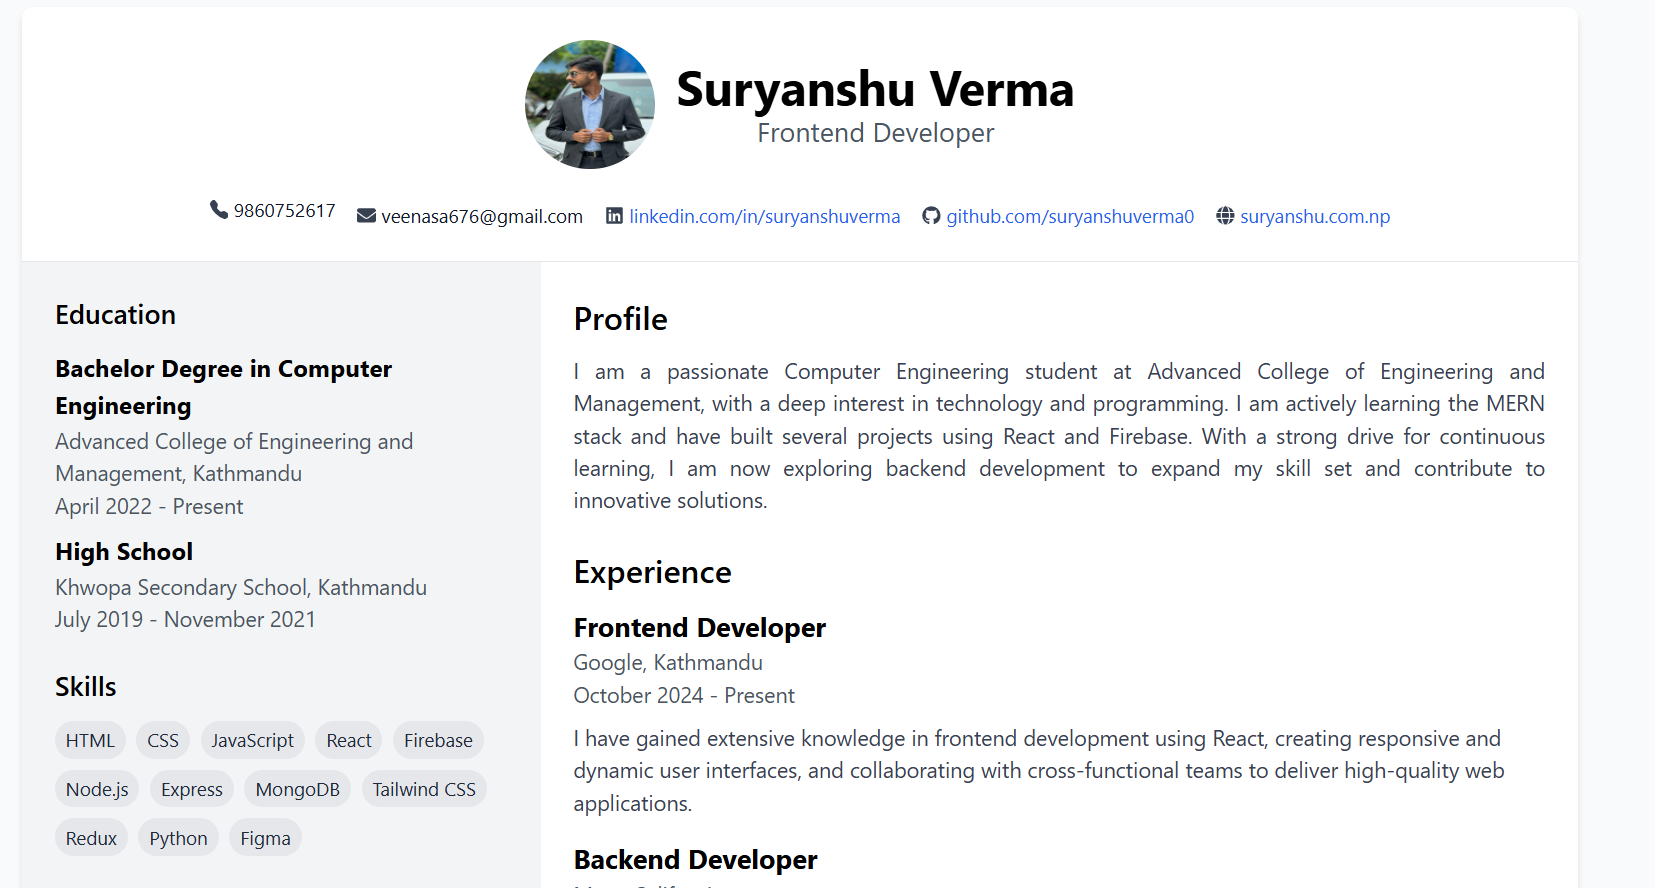 Suryanshu Verma
Frontend Developer
9860752617 veenasa676@gmail.com linkedin.com/in/suryanshuverma github.com/suryanshuverma0 suryanshu.com.np
Education
Bachelor Degree in Computer
Engineering
Advanced College of Engineering and
Management, Kathmandu
April 2022 - Present
High School
Khwopa Secondary School, Kathmandu
July 2019 - November 2021
Skills
HTML CSS JavaScript React Firebase
Node.js Express MongoDB Tailwind CSS
Redux Python Figma
Profile
I am a passionate Computer Engineering student at Advanced College of Engineering and
Management, with a deep interest in technology and programming. I am actively learning the MERN
stack and have built several projects using React and Firebase. With a strong drive for continuous
learning, I am now exploring backend development to expand my skill set and contribute to
innovative solutions.
Experience
Frontend Developer
Google, Kathmandu
October 2024 - Present
I have gained extensive knowledge in frontend development using React, creating responsive and
dynamic user interfaces, and collaborating with cross-functional teams to deliver high-quality web
applications.
Backend Developer